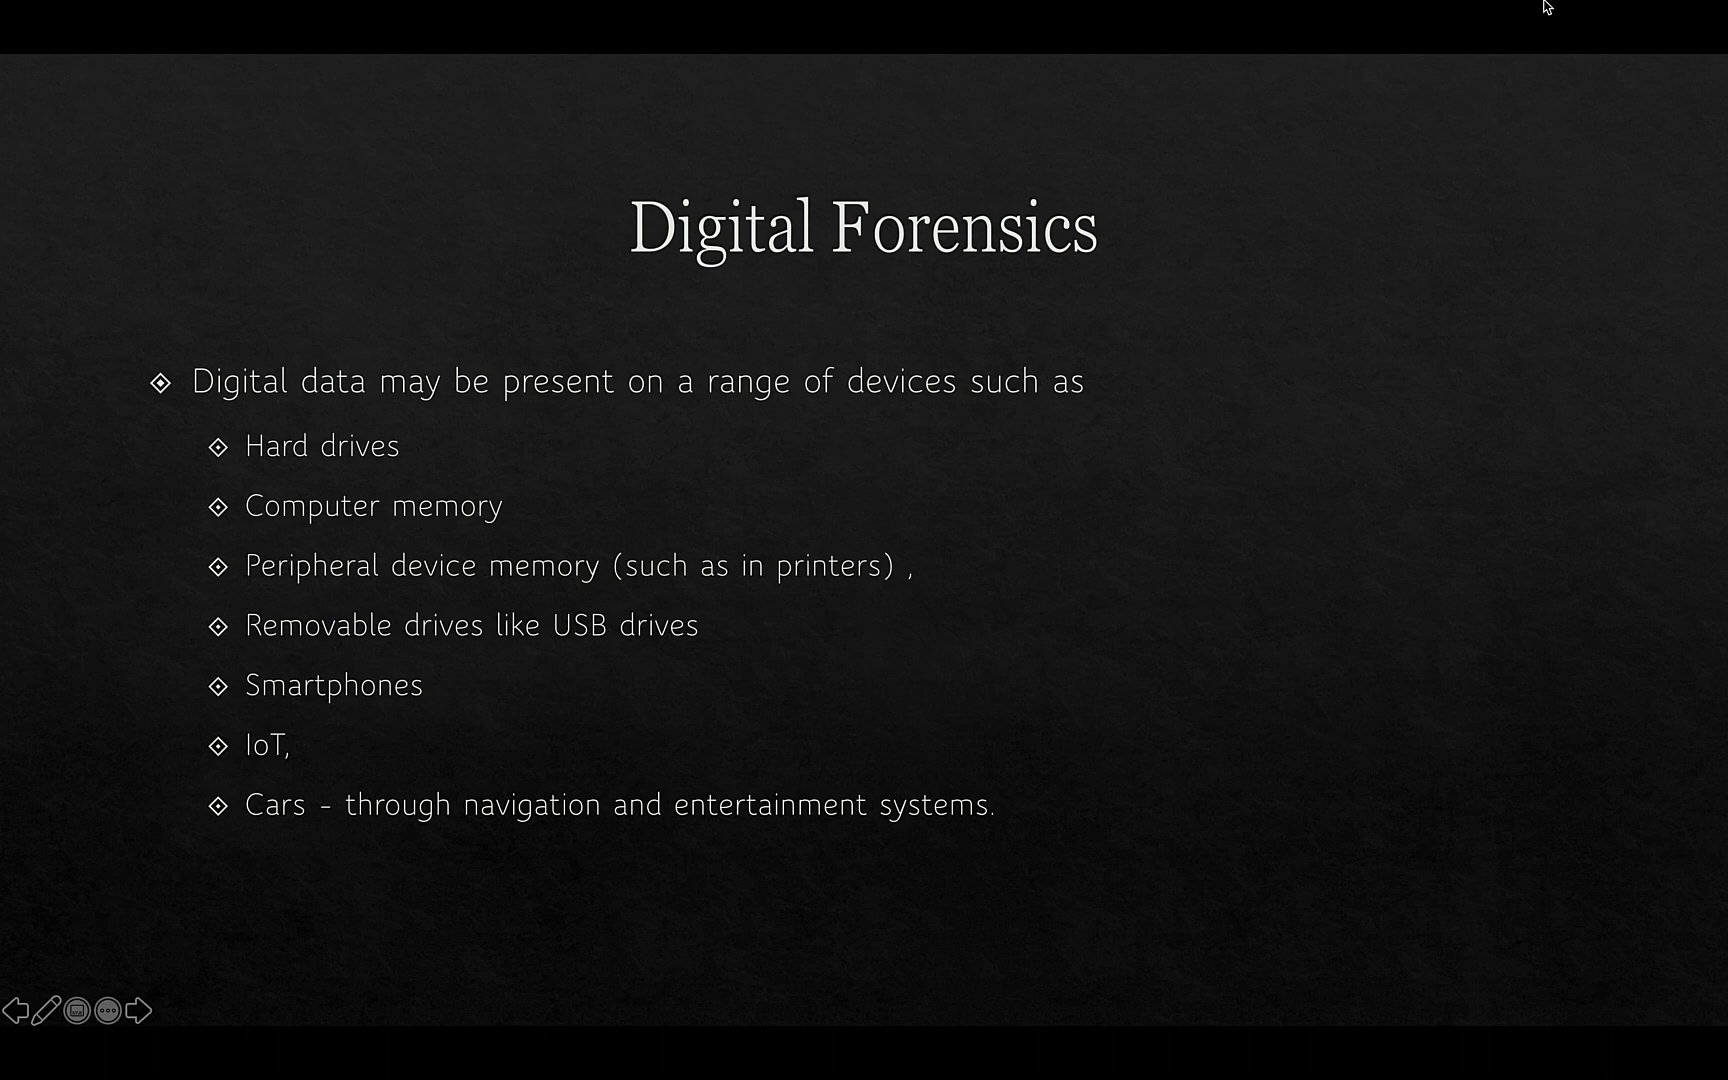 Digital Forensics
Digital data may be present on a range of devices such as
Hard drives
Computer memory
Peripheral device memory (such as in printers) ,
Removable drives like USB drives
Smartphones
IoT,
Cars - through navigation and entertainment systems.